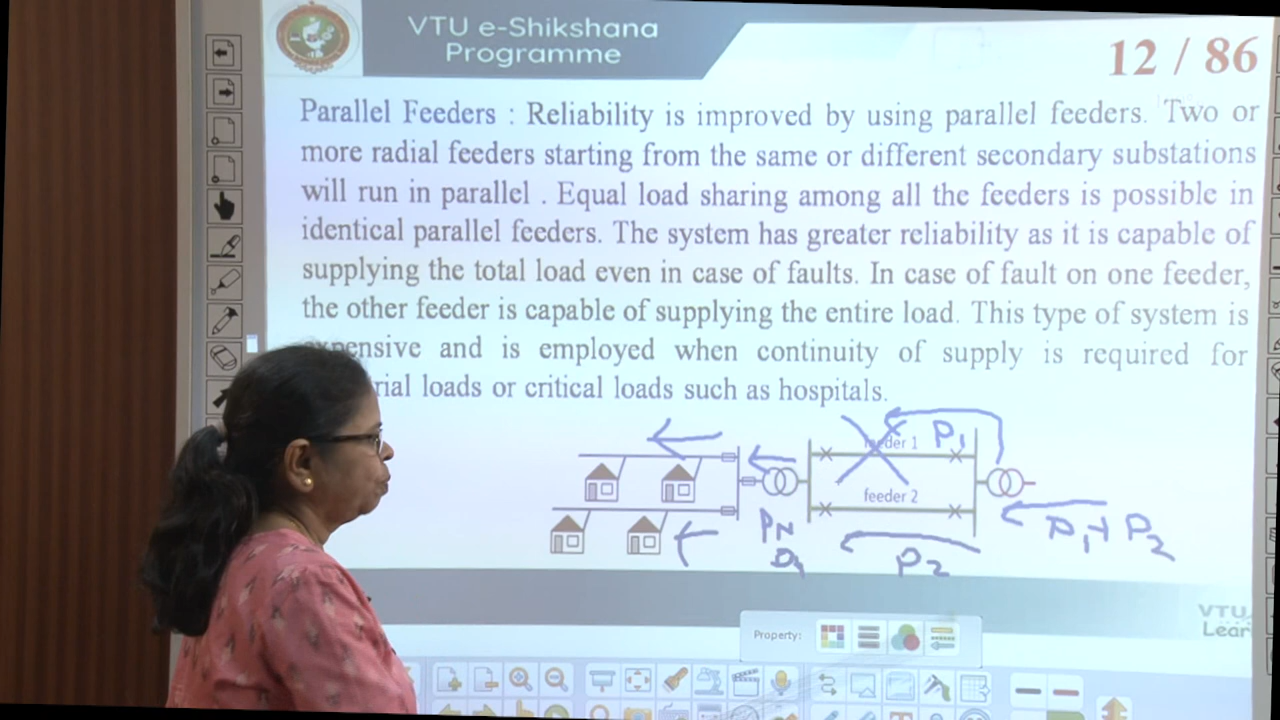 VTU e-Shikshana
Programme
12 / 86
Parallel Feeders : Reliability is improved by using parallel feeders. Two or
more radial feeders starting from the same or different secondary substations
will run in parallel . Equal load sharing among all the feeders is possible in
identical parallel feeders. The system has greater reliability as it is capable of
supplying the total load even in case of faults. In case of fault on one feeder,
the other feeder is capable of supplying the entire load. This type of system is
and is employed when continuity of supply is required for
loads or critical loads such as hospitals.
P1
feeder 2
P1+ P2
P2
VTU
Property: